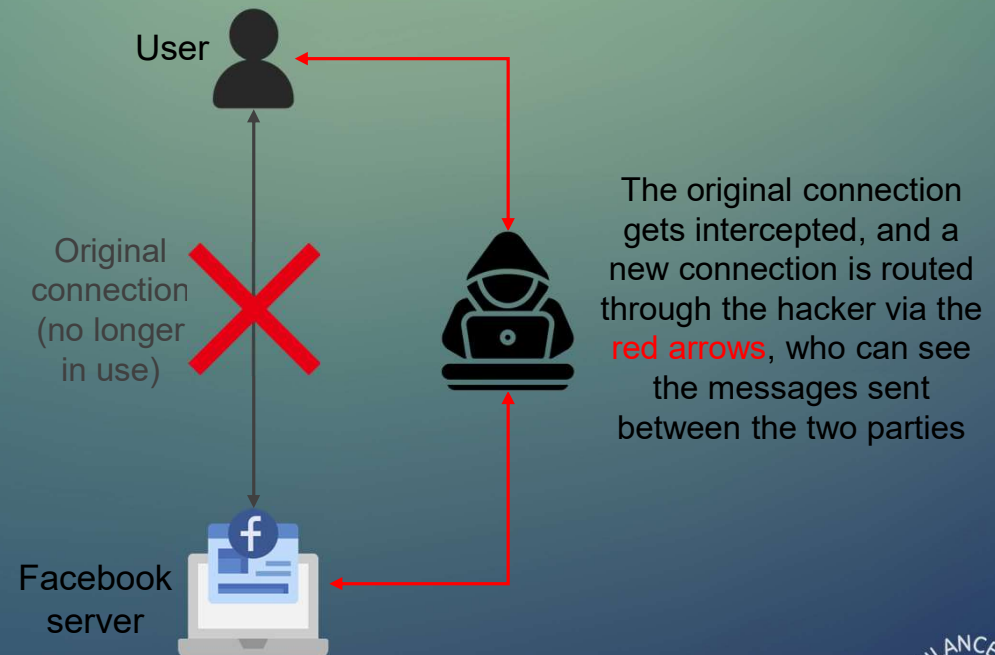 User
Original
connection
(no longer
in use)
The original connection
gets intercepted, and a
new connection is routed
through the hacker via the
red arrows, who can see
the messages sent
between the two parties
f
Facebook
server